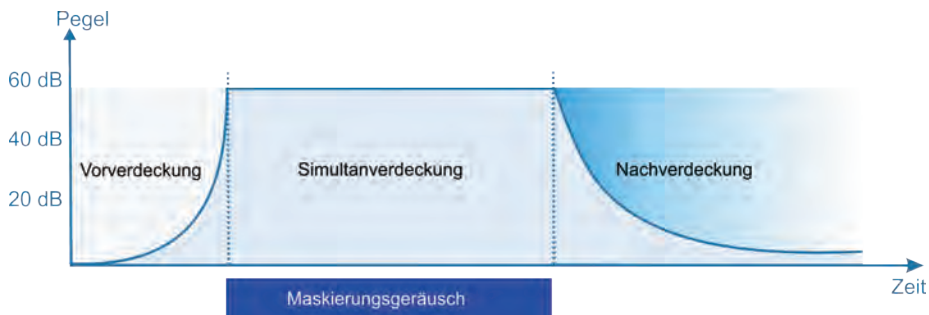 Pegel
60 dB
40 dB
20 dB
Vorverdeckung
Simultanverdeckung
Nachverdeckung
Zeit
Maskierungsgeräusch